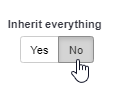 Inherit everything
Yes No